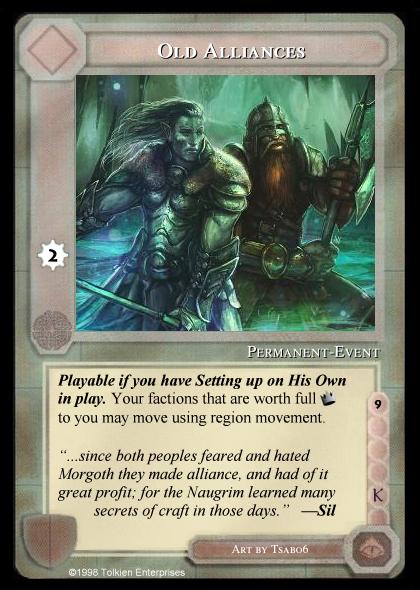 OLD ALLIANCES
2
PERMANENT-EVENT
Playable if you have Setting up on His Own
in play. Your factions that are worth full
to you may move using region movement.
9
“...since both peoples feared and hated
Morgoth they made alliance, and had of it
great profit; for the Naugrim learned many
secrets of craft in those days.” —Sil
K
ART BY TSABO6
©1998 Tolkien Enterprises